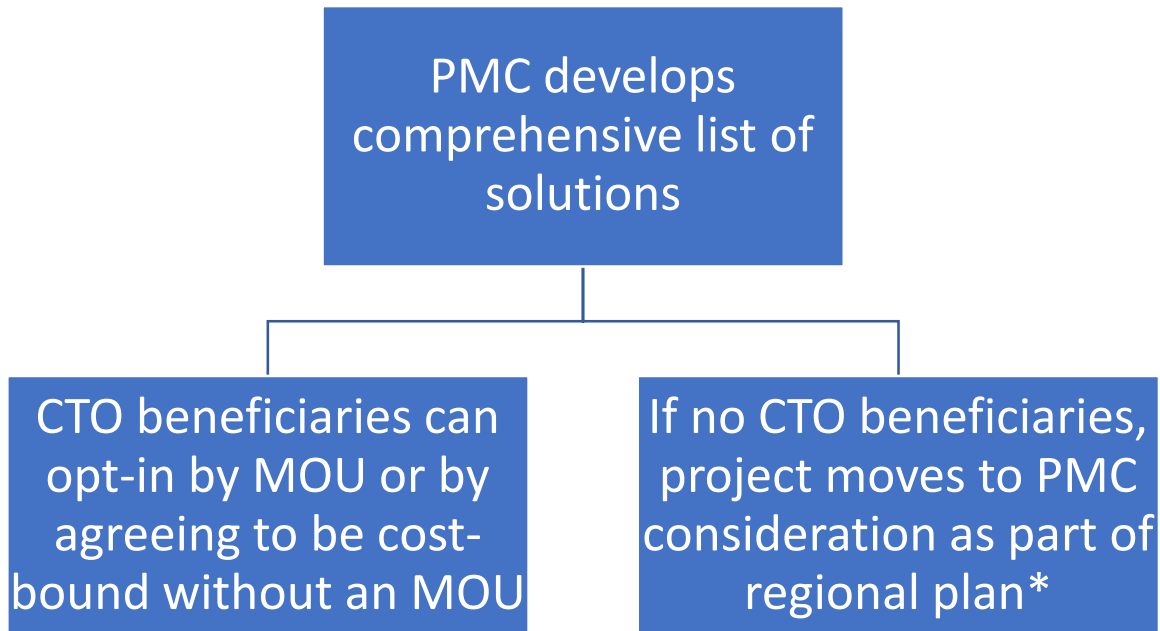 PMC develops
comprehensive list of
solutions
CTO beneficiaries can
opt-in by MOU or by
agreeing to be cost-
bound without an MOU
If no CTO beneficiaries,
project moves to PMC
consideration as part of
regional plan*